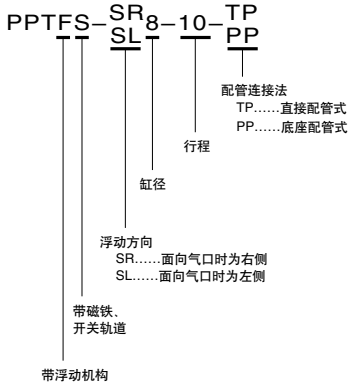 PPTFS-SR8-10-TP
SL PP
配管连接法
TP……直接配管式
PP……底座配管式
行程
缸径
浮动方向
SR……面向气口时为右侧
SL……面向气口时为左侧
带磁铁、
开关轨道
带浮动机构